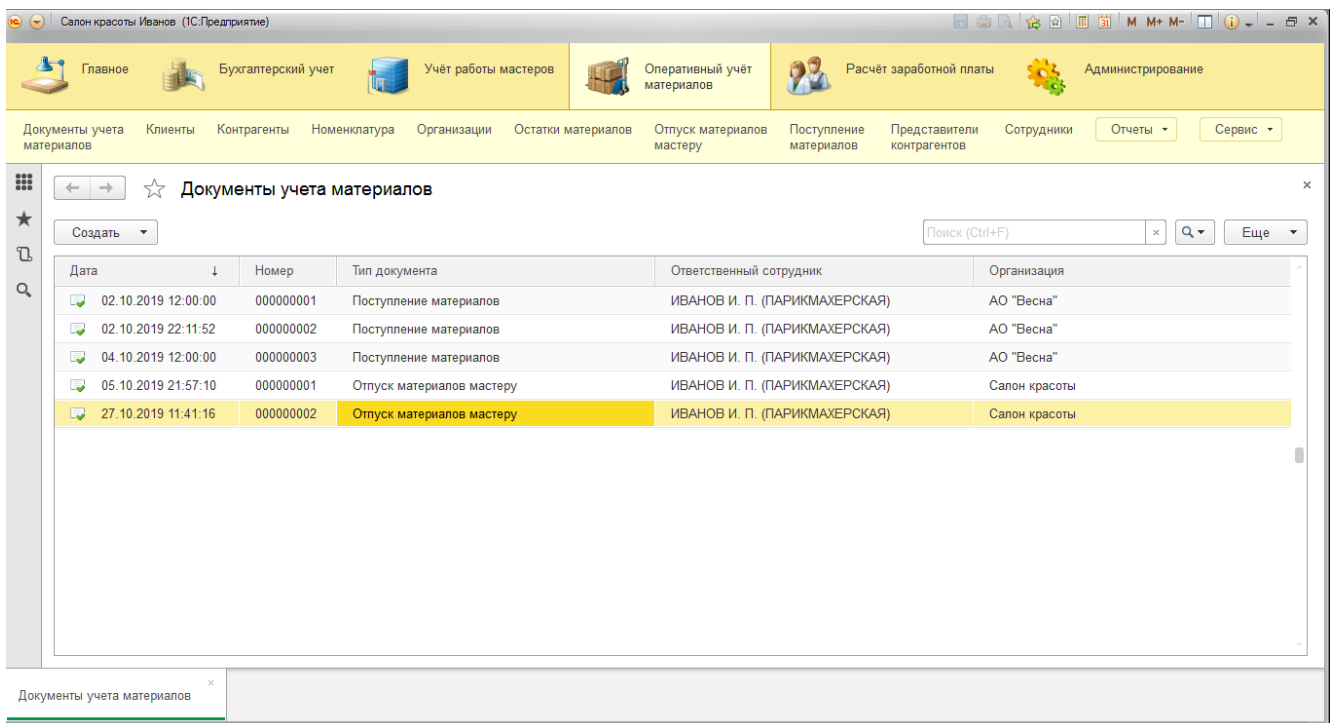 Салон красоты Иванов (1С:Предприятие)
31 M M+ M-
Главное
Бухгалтерский учет
Учёт работы мастеров
Оперативный учёт
материалов
Расчёт заработной платы
Администрирование
Документы учета
материалов
Клиенты
Контрагенты
Номенклатура
Организации
Остатки материалов
Отпуск материалов
мастеру
Поступление
материалов
Представители
контрагентов
Сотрудники
Отчеты
Сервис
Документы учета материалов
Создать
Поиск (Ctrl+F)
Еще
Дата ↓ Номер Тип документа Ответственный сотрудник Организация
02.10.2019 12:00:00 000000001 Поступление материалов ИВАНОВ И. П. (ПАРИКМАХЕРСКАЯ) АО "Весна"
02.10.2019 22:11:52 000000002 Поступление материалов ИВАНОВ И. П. (ПАРИКМАХЕРСКАЯ) АО "Весна"
04.10.2019 12:00:00 000000003 Поступление материалов ИВАНОВ И. П. (ПАРИКМАХЕРСКАЯ) АО "Весна"
05.10.2019 21:57:10 000000001 Отпуск материалов мастеру ИВАНОВ И. П. (ПАРИКМАХЕРСКАЯ) Салон красоты
27.10.2019 11:41:16 000000002 Отпуск материалов мастеру ИВАНОВ И. П. (ПАРИКМАХЕРСКАЯ) Салон красоты
Документы учета материалов